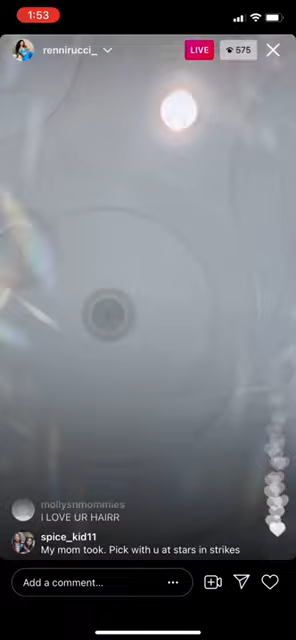 1:53
rennirucci_
LIVE
575
mollysnmommies
I LOVE UR HAIRR
spice_kid11
My mom took. Pick with u at stars in strikes
Add a comment...